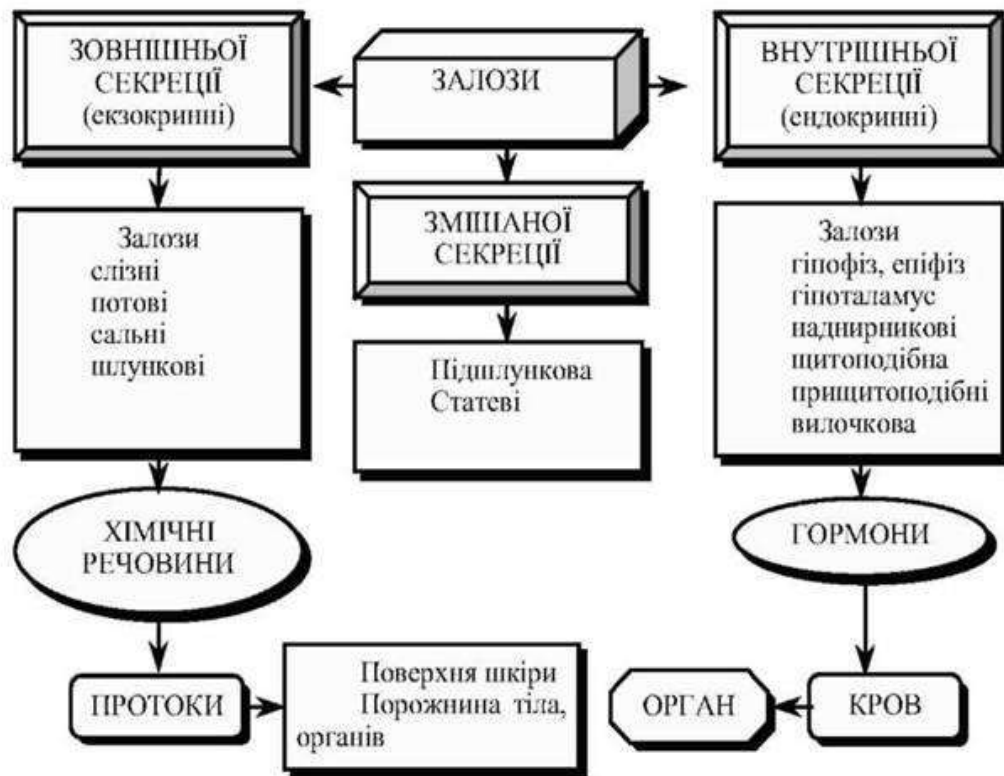 ЗОВНІШНЬОЇ
СЕКРЕЦІЇ
(екзокринні)
ЗАЛОЗИ
ВНУТРІШНЬОЇ
СЕКРЕЦІЇ
(ендокринні)
ЗМІШАНОЇ
СЕКРЕЦІЇ
Залози
слізні
потові
сальні
шлункові
Підшлункова
Статеві
Залози
гіпофіз, епіфіз
гіпоталамус
наднирникові
щитоподібна
прищитоподібні
вилочкова
ХІМІЧНІ
РЕЧОВИНИ
ГОРМОНИ
ПРОТОКИ
Поверхня шкіри
Порожнина тіла,
органів
ОРГАН
КРОВ